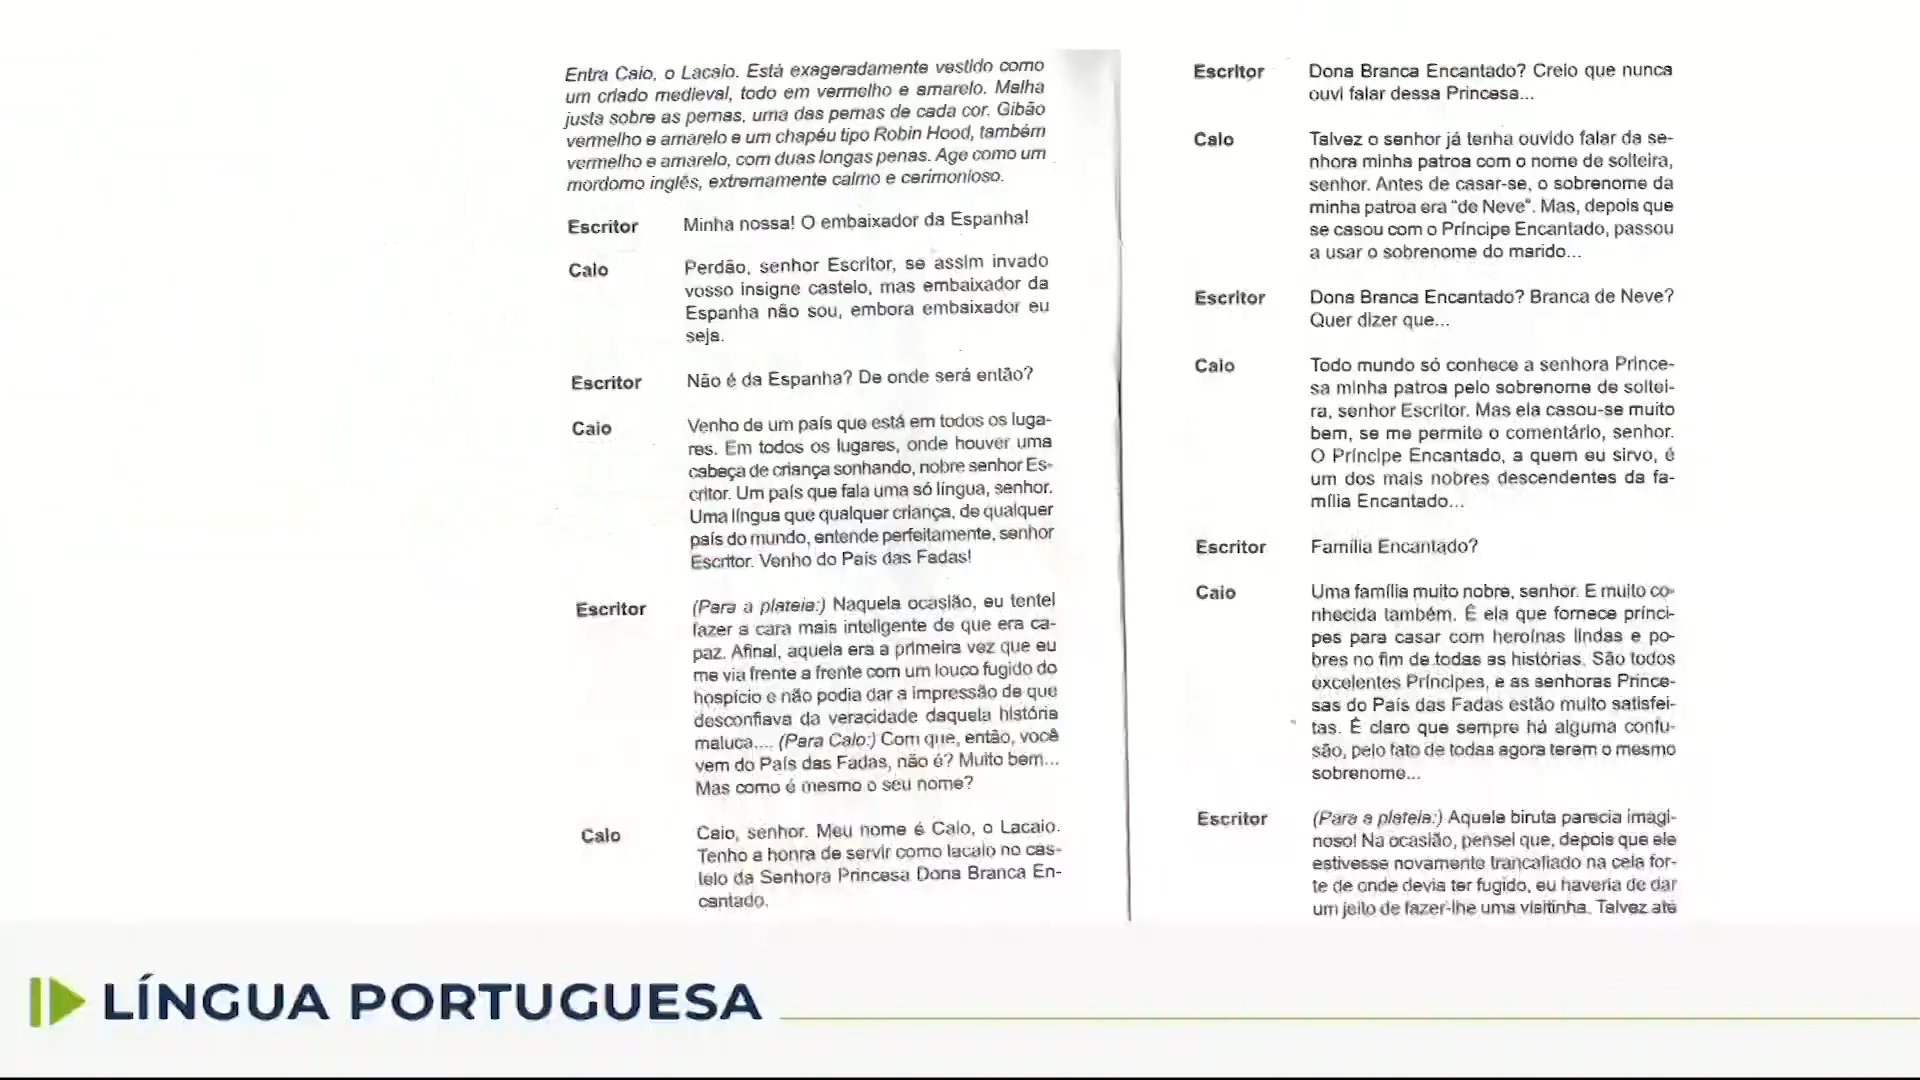 Entra Caio, o Lacaio. Está exageradamente vestido como
um criado medieval, todo em vermelho e amarelo. Malha
justa sobre as pernas, uma das pernas de cada cor. Gibão
vermelho e amarelo e um chapéu tipo Robin Hood, também
vermelho e amarelo, com duas longas penas. Age como um
mordomo inglês, extremamente calmo e cerimonioso.
Escritor Minha nossa! O embaixador da Espanha!
Caio Perdão, senhor Escritor, se assim invado
vosso insigne castelo, mas embaixador da
Espanha não sou, embora embaixador eu
seja.
Escritor Não é da Espanha? De onde será então?
Caio Venho de um país que está em todos os luga-
res. Em todos os lugares, onde houver uma
cabeça de criança sonhando, nobre senhor Es-
critor. Um país que fala uma só língua, senhor.
Uma língua que qualquer criança, de qualquer
país do mundo, entende perfeitamente, senhor
Escritor. Venho do País das Fadas!
Escritor (Para a plateia:) Naquela ocasião, eu tentei
fazer a cara mais inteligente de que era ca-
paz. Afinal, aquela era a primeira vez que eu
me via frente a frente com um louco fugido do
hospício e não podia dar a impressão de que
desconfiava da veracidade daquela história
maluca.... (Para Caio:) Com que, então, você
vem do País das Fadas, não é? Muito bem...
Mas como é mesmo o seu nome?
Caio Caio, senhor. Meu nome é Caio, o Lacaio.
Tenho a honra de servir como lacaio no cas-
telo da Senhora Princesa Dona Branca En-
cantado.
Escritor Dona Branca Encantado? Creio que nunca
ouvi falar dessa Princesa...
Caio Talvez o senhor já tenha ouvido falar da se-
nhora minha patroa com o nome de solteira,
senhor. Antes de casar-se, o sobrenome da
minha patroa era "de Neve". Mas, depois que
se casou com o Príncipe Encantado, passou
a usar o sobrenome do marido...
Escritor Dona Branca Encantado? Branca de Neve?
Quer dizer que...
Caio Todo mundo só conhece a senhora Prince-
sa minha patroa pelo sobrenome de soltei-
ra, senhor Escritor. Mas ela casou-se muito
bem, se me permite o comentário, senhor.
O Príncipe Encantado, a quem eu sirvo, é
um dos mais nobres descendentes da fa-
mília Encantado...
Escritor Família Encantado?
Caio Uma família muito nobre, senhor. E muito co-
nhecida também. É ela que fornece prínci-
pes para casar com heroínas lindas e po-
bres no fim de todas as histórias. São todos
excelentes Príncipes, e as senhoras Prince-
sas do País das Fadas estão muito satisfei-
tas. É claro que sempre há alguma confu-
são, pelo fato de todas agora terem o mesmo
sobrenome...
Escritor (Para a plateia:) Aquele biruta parecia imagi-
noso! Na ocasião, pensei que, depois que ele
estivesse novamente trancafiado na cela for-
te de onde devia ter fugido, eu haveria de dar
um jeito de fazer-lhe uma visitinha. Talvez até
LÍNGUA PORTUGUESA